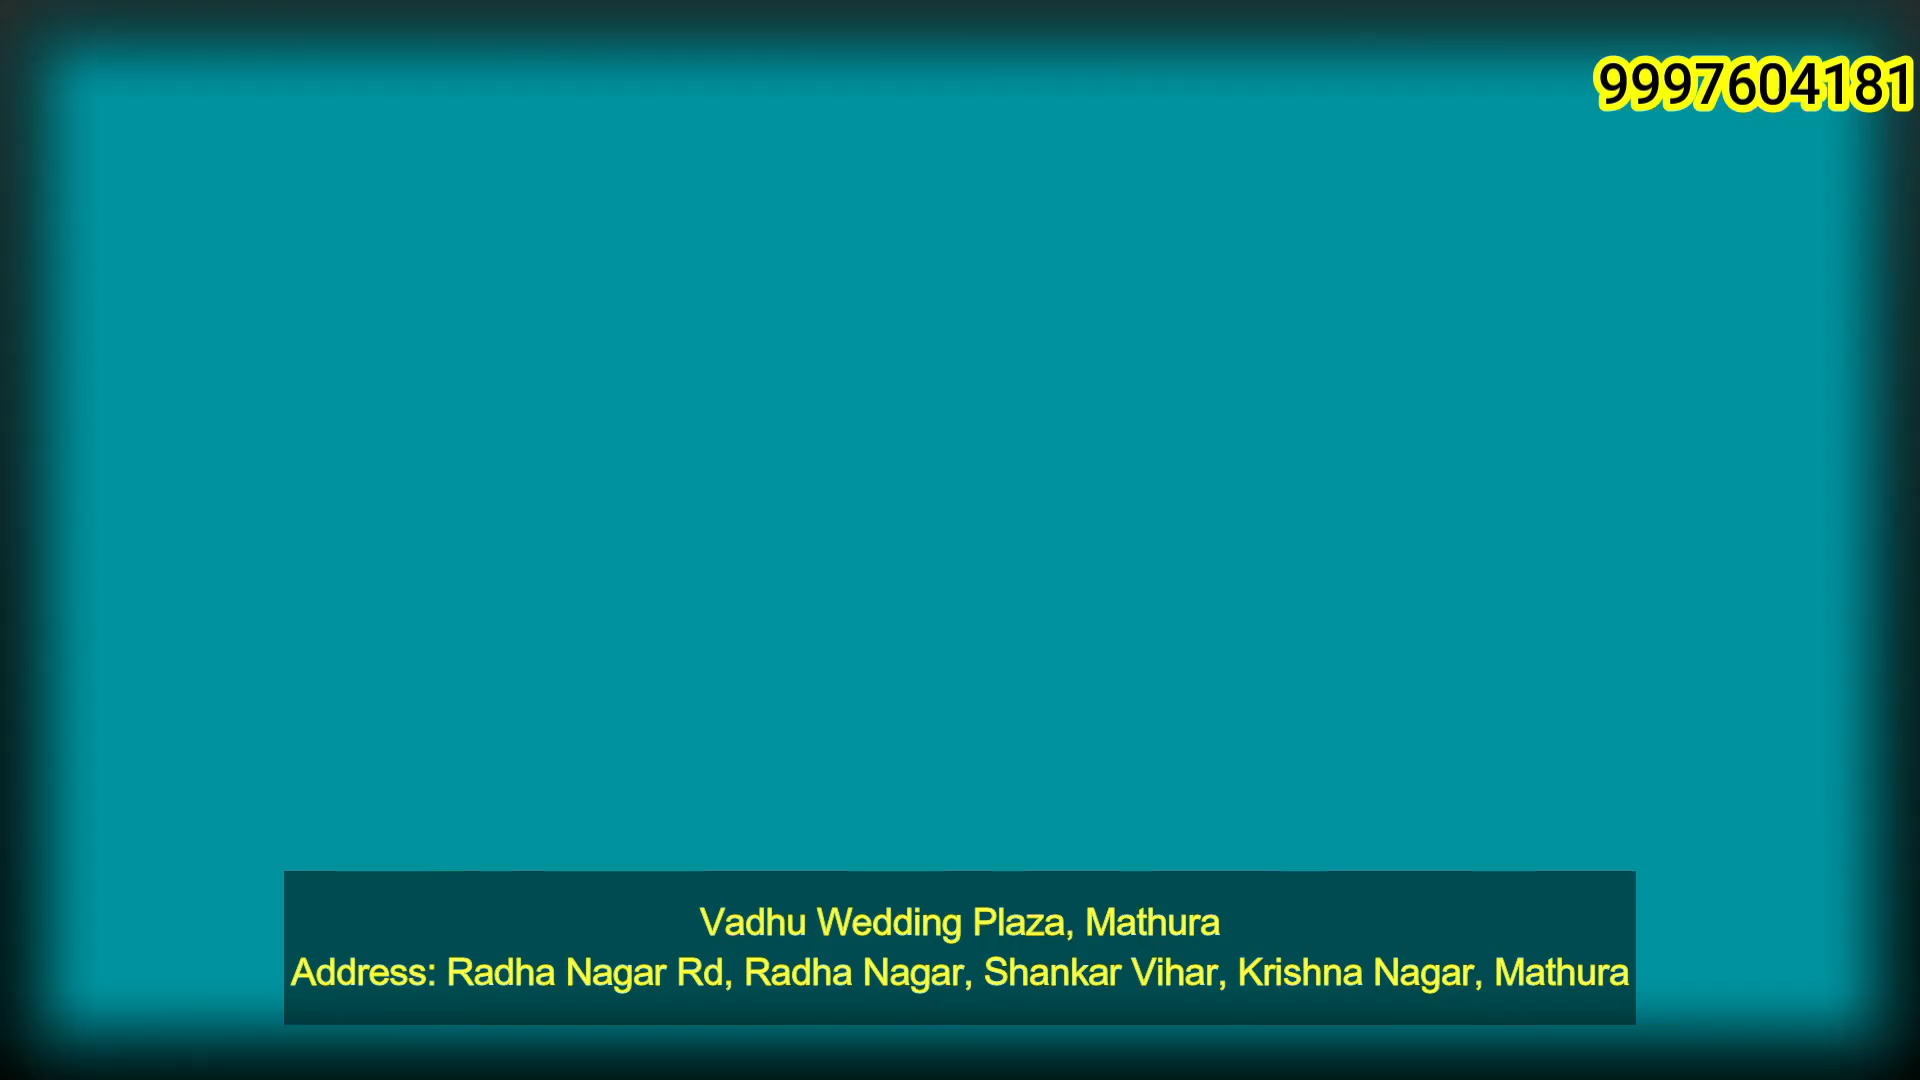 9997604181
Vadhu Wedding Plaza, Mathura
Address: Radha Nagar Rd, Radha Nagar, Shankar Vihar, Krishna Nagar, Mathura